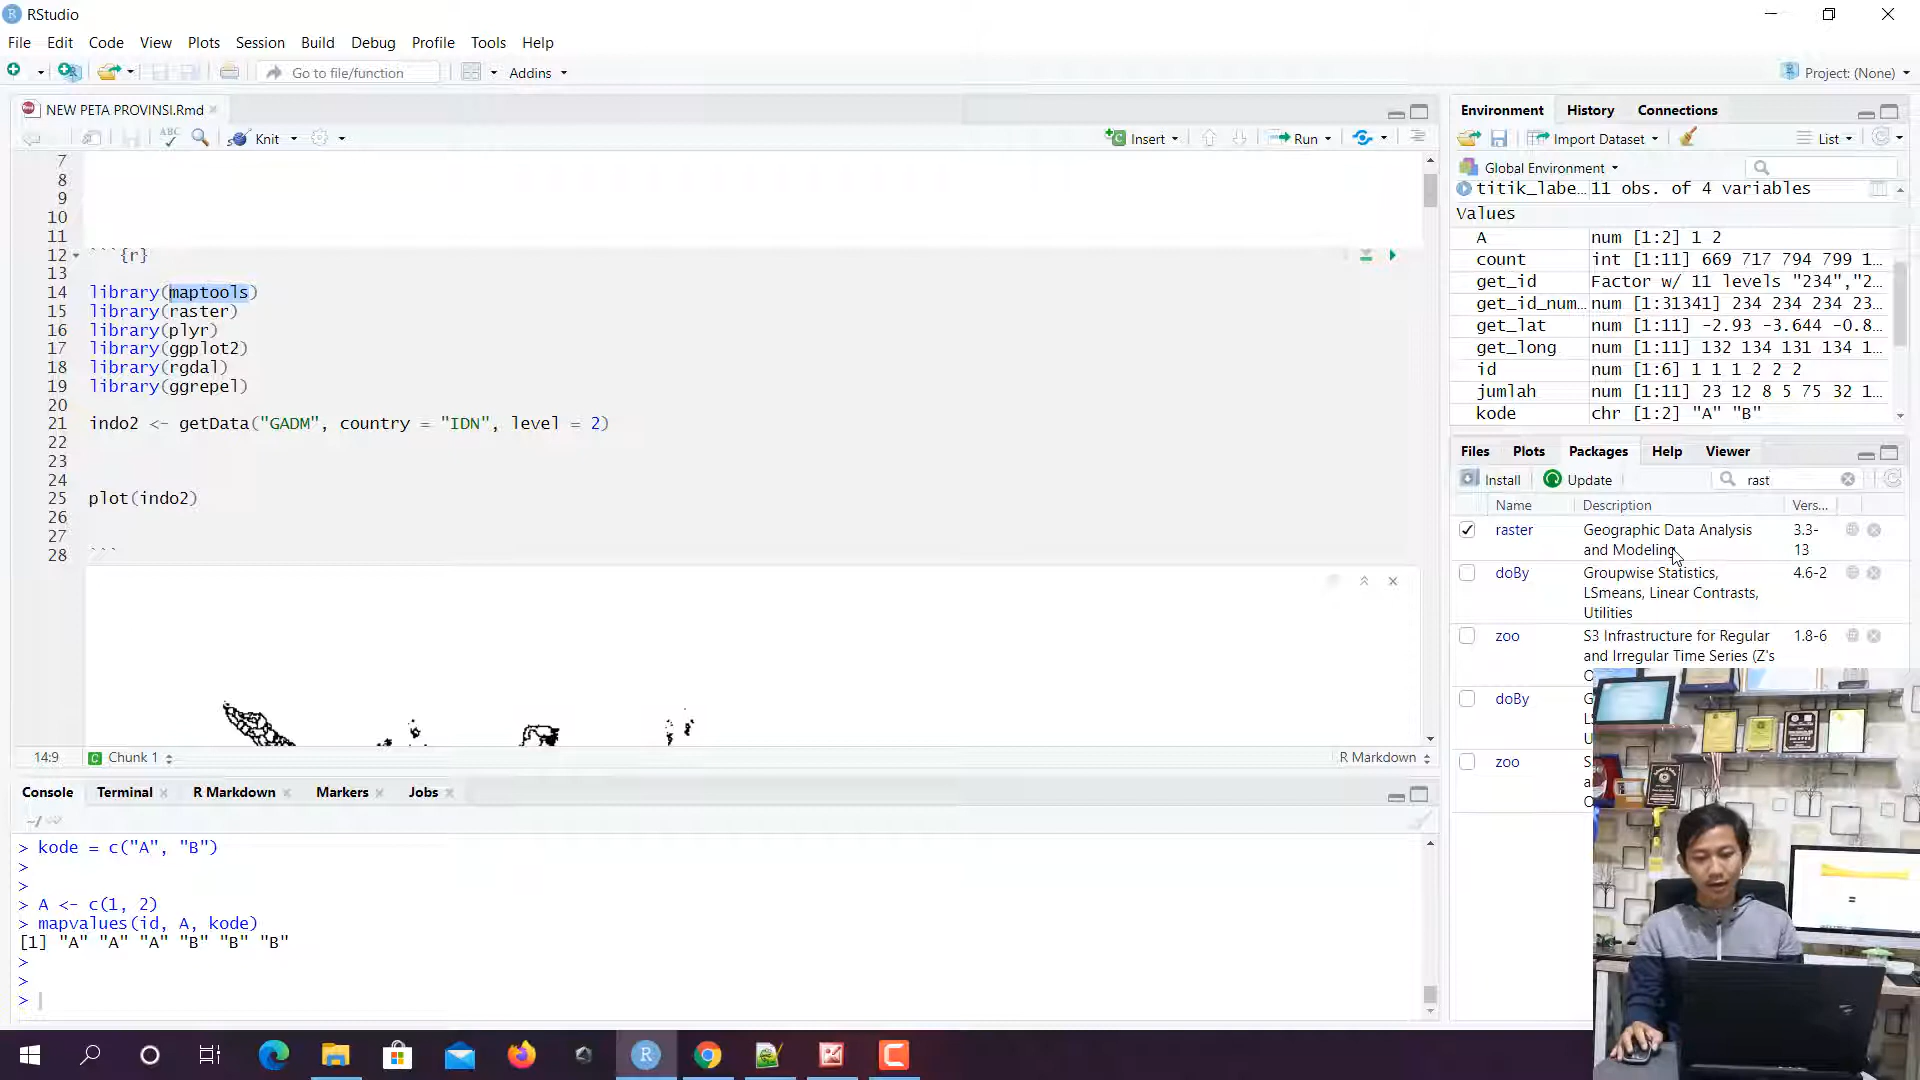 RStudio
File Edit Code View Plots Session Build Debug Profile Tools Help
Go to file/function Addins Project: (None)
NEW PETA PROVINSI.Rmd
ABC Knit Insert Run
7
8
9
10
11
12 ```{r}
13
14 library(maptools)
15 library(raster)
16 library(plyr)
17 library(ggplot2)
18 library(rgdal)
19 library(ggrepel)
20
21 indo2 <- getData("GADM", country = "IDN", level = 2)
22
23
24
25 plot(indo2)
26
27
28 ```
14:9 Chunk 1 R Markdown
Console Terminal R Markdown Markers Jobs
~/
> kode = c("A", "B")
>
>
> A <- c(1, 2)
> mapvalues(id, A, kode)
[1] "A" "A" "A" "B" "B" "B"
>
>
>
Environment History Connections
Import Dataset List
Global Environment
titik_labe… 11 obs. of 4 variables
Values
A num [1:2] 1 2
count int [1:11] 669 717 794 799 1…
get_id Factor w/ 11 levels "234","2…
get_id_num… num [1:31341] 234 234 234 23…
get_lat num [1:11] -2.93 -3.644 -0.8…
get_long num [1:11] 132 134 131 134 1…
id num [1:6] 1 1 1 2 2 2
jumlah num [1:11] 23 12 8 5 75 32 1…
kode chr [1:2] "A" "B"
Files Plots Packages Help Viewer
Install Update rast
Name Description Vers...
raster Geographic Data Analysis and Modeling 3.3-13
doBy Groupwise Statistics, LSmeans, Linear Contrasts, Utilities 4.6-2
zoo S3 Infrastructure for Regular and Irregular Time Series (Z's O 1.8-6
doBy
zoo